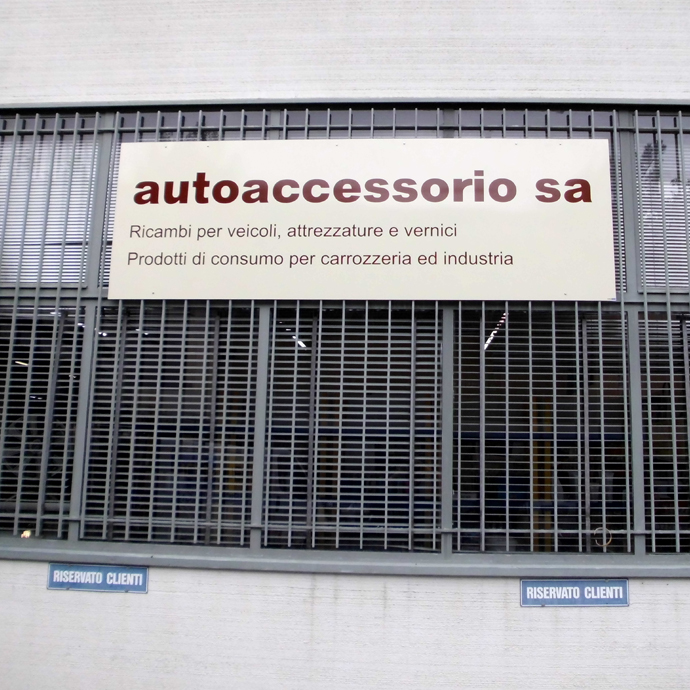 autoaccessorio sa
Ricambi per veicoli, attrezzature e vernici
Prodotti di consumo per carrozzeria ed industria
RISERVATO CLIENTI
RISERVATO CLIENTI